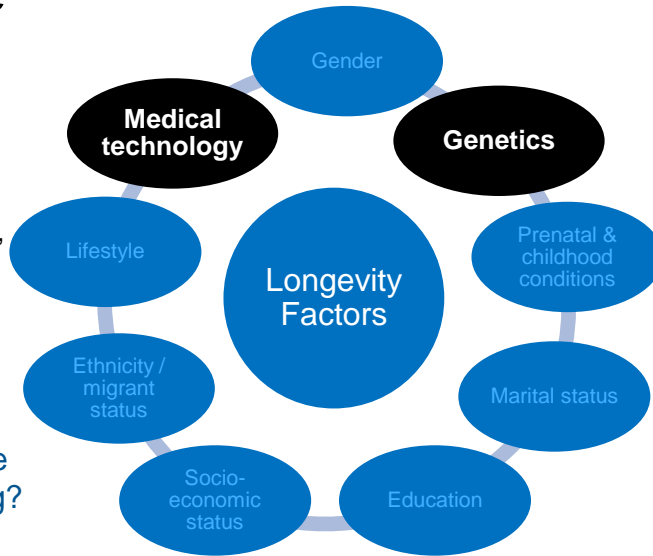 Gender
Medical
technology
Genetics
Lifestyle
Prenatal &
childhood
conditions
Longevity
Factors
Ethnicity /
migrant
status
Marital status
Socio-
economic
status
Education
g?